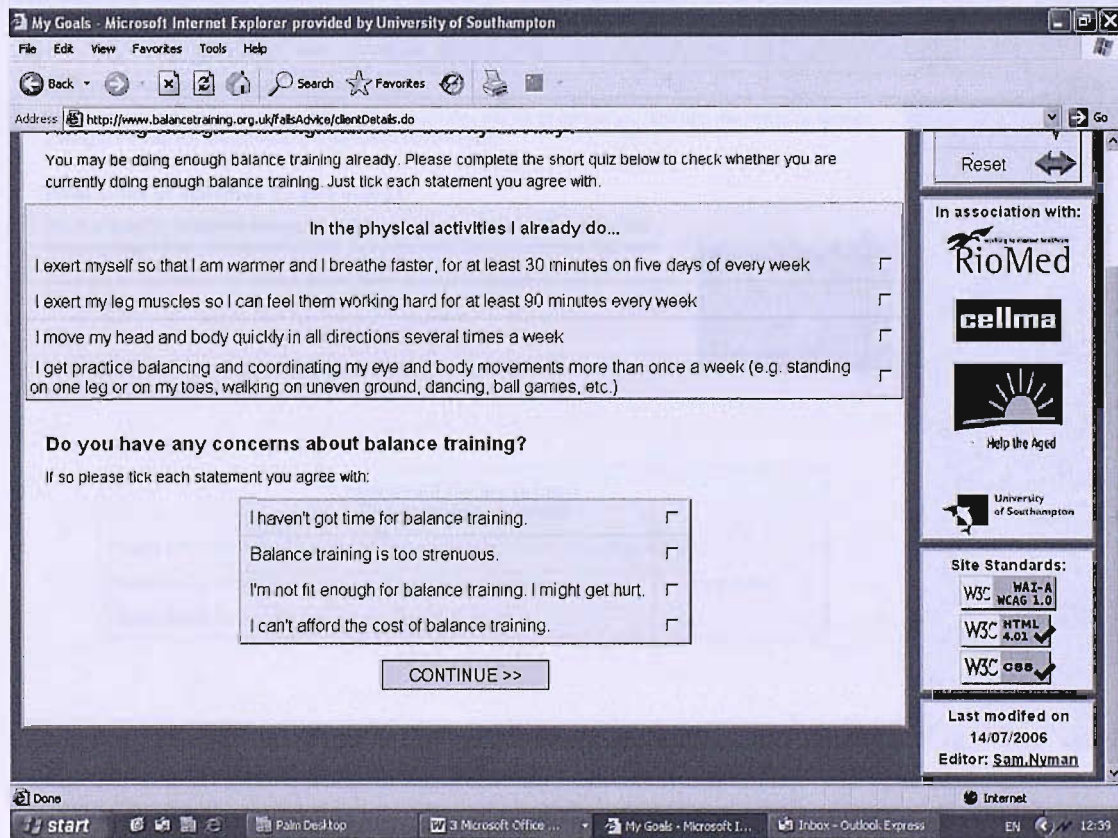 My Goals - Microsoft Internet Explorer provided by University of Southampton
File Edit View Favorites Tools Help
Back Search Favorites
Address http://www.balancetraining.org.uk/fallsAdvice/clientDetails.do Go
You may be doing enough balance training already. Please complete the short quiz below to check whether you are
currently doing enough balance training. Just tick each statement you agree with.
In the physical activities I already do...
I exert myself so that I am warmer and I breathe faster, for at least 30 minutes on five days of every week
I exert my leg muscles so I can feel them working hard for at least 90 minutes every week
I move my head and body quickly in all directions several times a week
I get practice balancing and coordinating my eye and body movements more than once a week (e.g. standing
on one leg or on my toes, walking on uneven ground, dancing, ball games, etc.)
Do you have any concerns about balance training?
If so please tick each statement you agree with:
I haven't got time for balance training.
Balance training is too strenuous.
I'm not fit enough for balance training. I might get hurt.
I can't afford the cost of balance training.
CONTINUE >>
Reset
In association with:
RioMed
cellma
Help the Aged
University
of Southampton
Site Standards:
W3C WAI-A
WCAG 1.0
W3C HTML
4.01
W3C CSS
Last modifed on
14/07/2006
Editor: Sam.Nyman
Done Internet
start Palm Desktop 3 Microsoft Office ... My Goals - Microsoft I... Inbox - Outlook Express EN 12:39